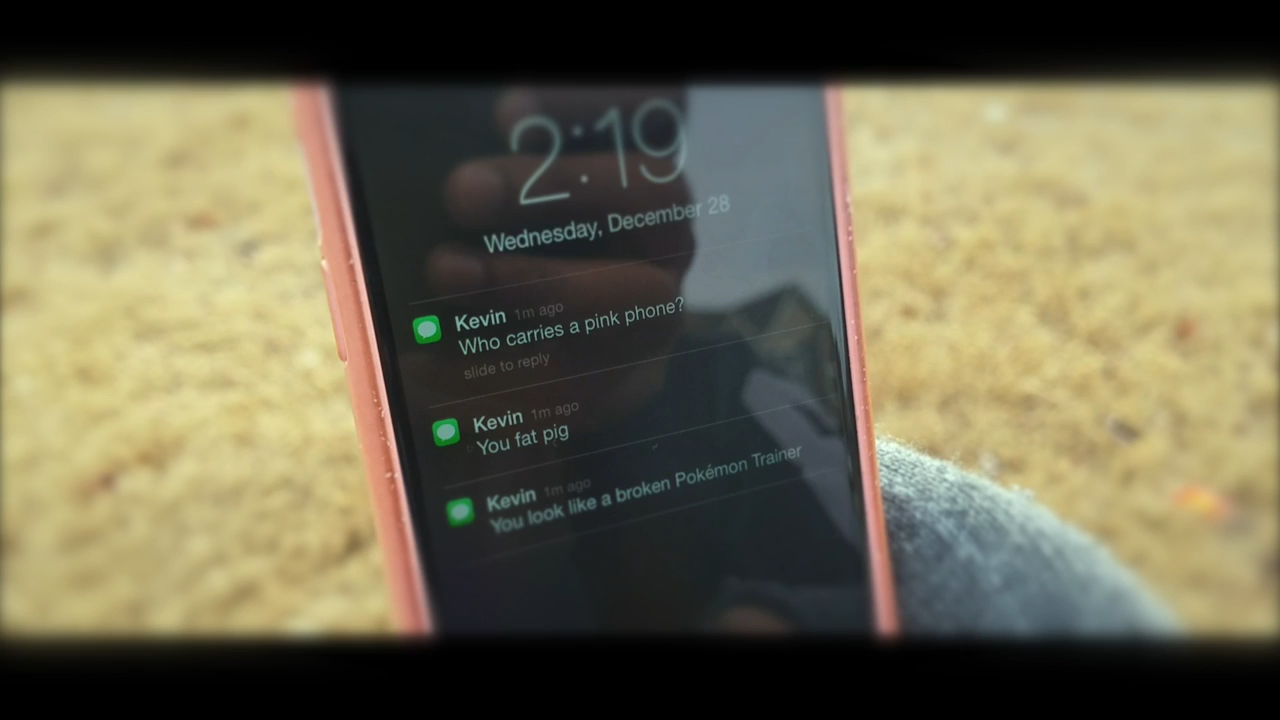 2:19
Wednesday, December 28
Kevin 1m ago
Who carries a pink phone?
slide to reply
Kevin 1m ago
You fat pig
Kevin 1m ago
You look like a broken Pokémon Trainer